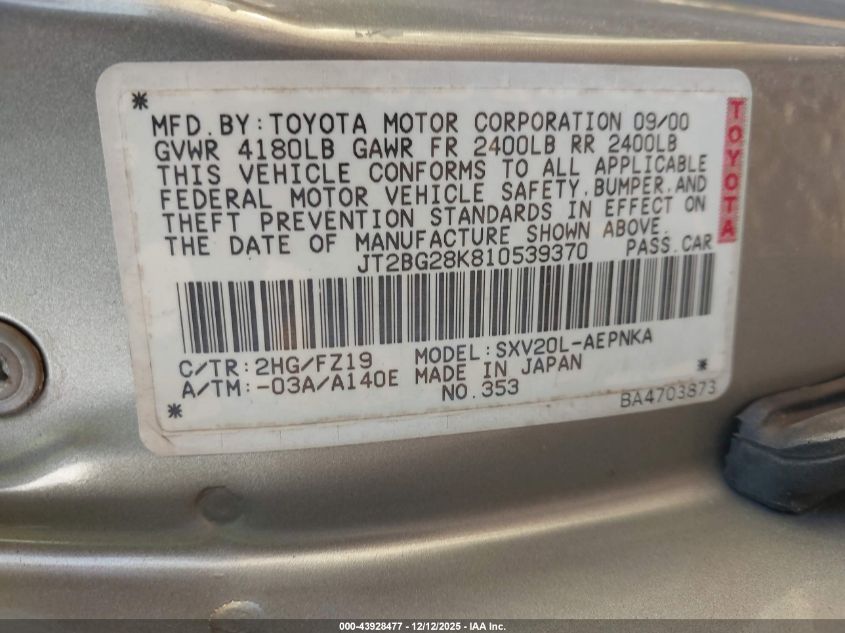 *
MFD. BY: TOYOTA MOTOR CORPORATION 09/00
GVWR 4180LB GAWR FR 2400LB RR 2400LB
THIS VEHICLE CONFORMS TO ALL APPLICABLE
FEDERAL MOTOR VEHICLE SAFETY, BUMPER, AND
THEFT PREVENTION STANDARDS IN EFFECT ON
THE DATE OF MANUFACTURE SHOWN ABOVE.
JT2BG28K810539370 PASS. CAR
TOYOTA
C/TR: 2HG/FZ19 MODEL: SXV20L-AEPNKA
A/TM: -03A/A140E MADE IN JAPAN *
* NO. 353 BA4703873
000-43928477 - 12/12/2025 - IAA Inc.